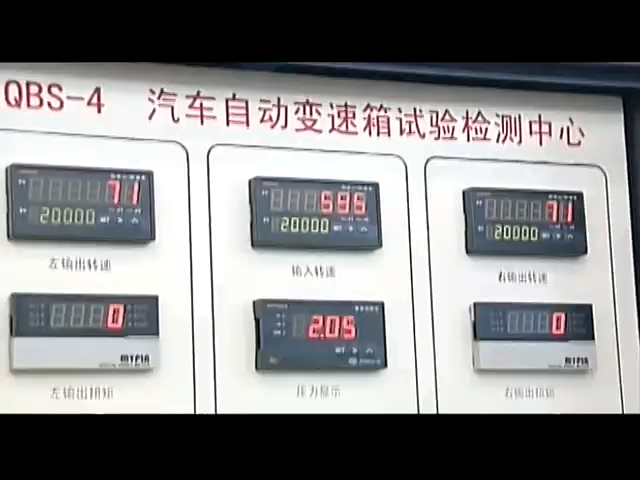 QBS-4 汽车自动变速箱试验检测中心
71
20000
左输出转速
20000
输入转速
71
20000
右输出转速
0
左输出扭矩
2.05
压力显示
0
右输出扭矩